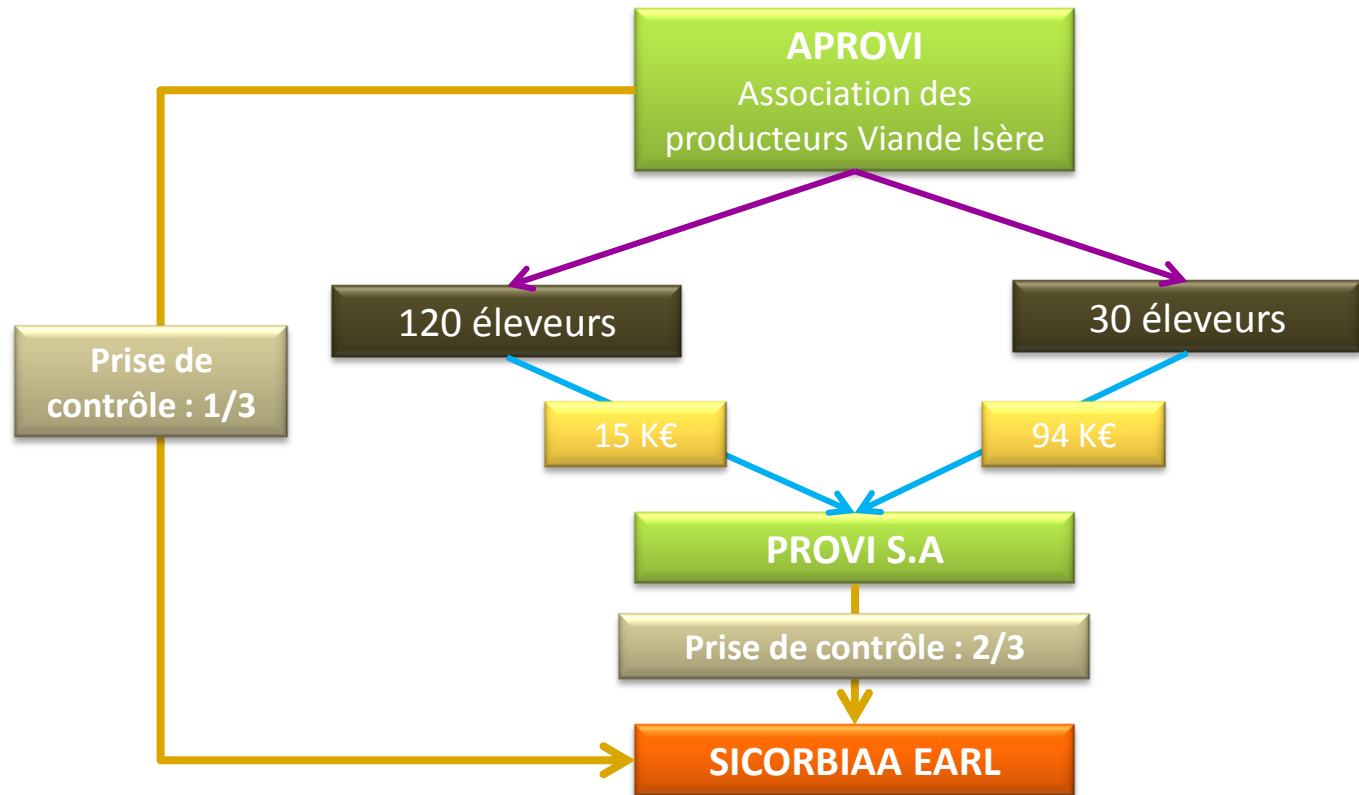 APROVI
Association des
producteurs Viande Isère
120 éleveurs
30 éleveurs
Prise de
contrôle : 1/3
15 K€
94 K€
PROVI S.A
Prise de contrôle : 2/3
SICORBIAA EARL